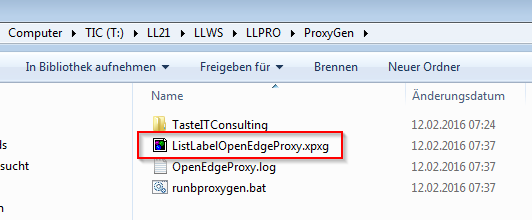 Computer ▸ TIC (T:) ▸ LL21 ▸ LLWS ▸ LLPRO ▸ ProxyGen ▸
In Bibliothek aufnehmen ▾ Freigeben für ▾ Brennen Neuer Ordner
Name Änderungsdatum
TasteITConsulting 12.02.2016 07:24
ListLabelOpenEdgeProxy.xpxg 12.02.2016 07:37
OpenEdgeProxy.log 12.02.2016 07:37
runbproxygen.bat 12.02.2016 07:37